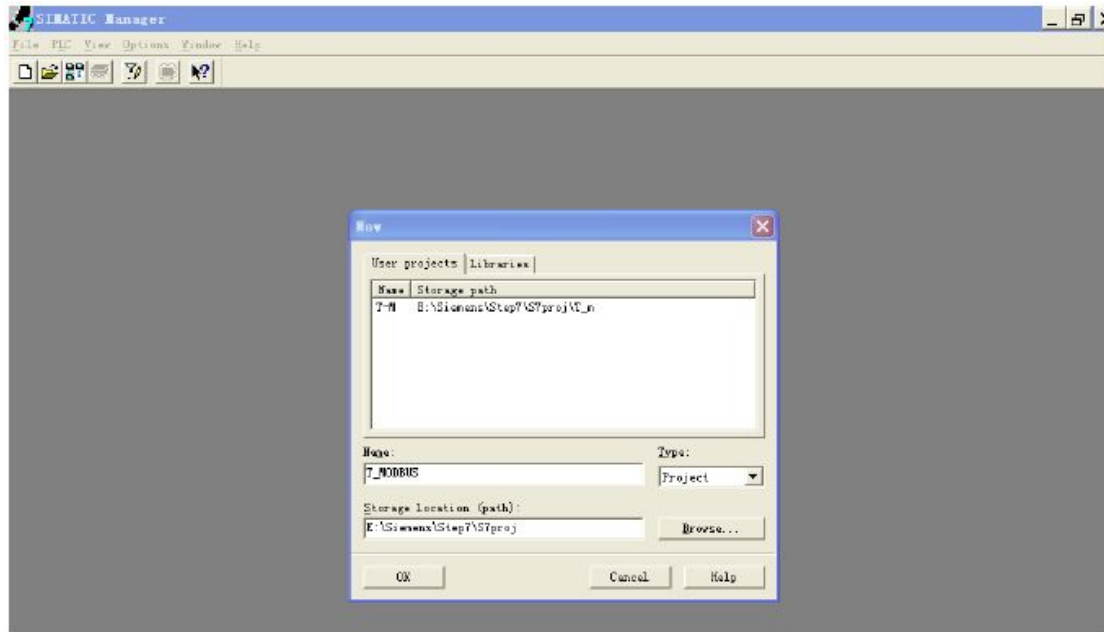 SIMATIC Manager
File PLC View Options Window Help
New
User projects Libraries
Name Storage path
T-M E:\Siemens\Step7\S7proj\T_m
Name: Type:
T_MODBUS Project
Storage Location (path):
E:\Siemens\Step7\S7proj Browse...
OK Cancel Help